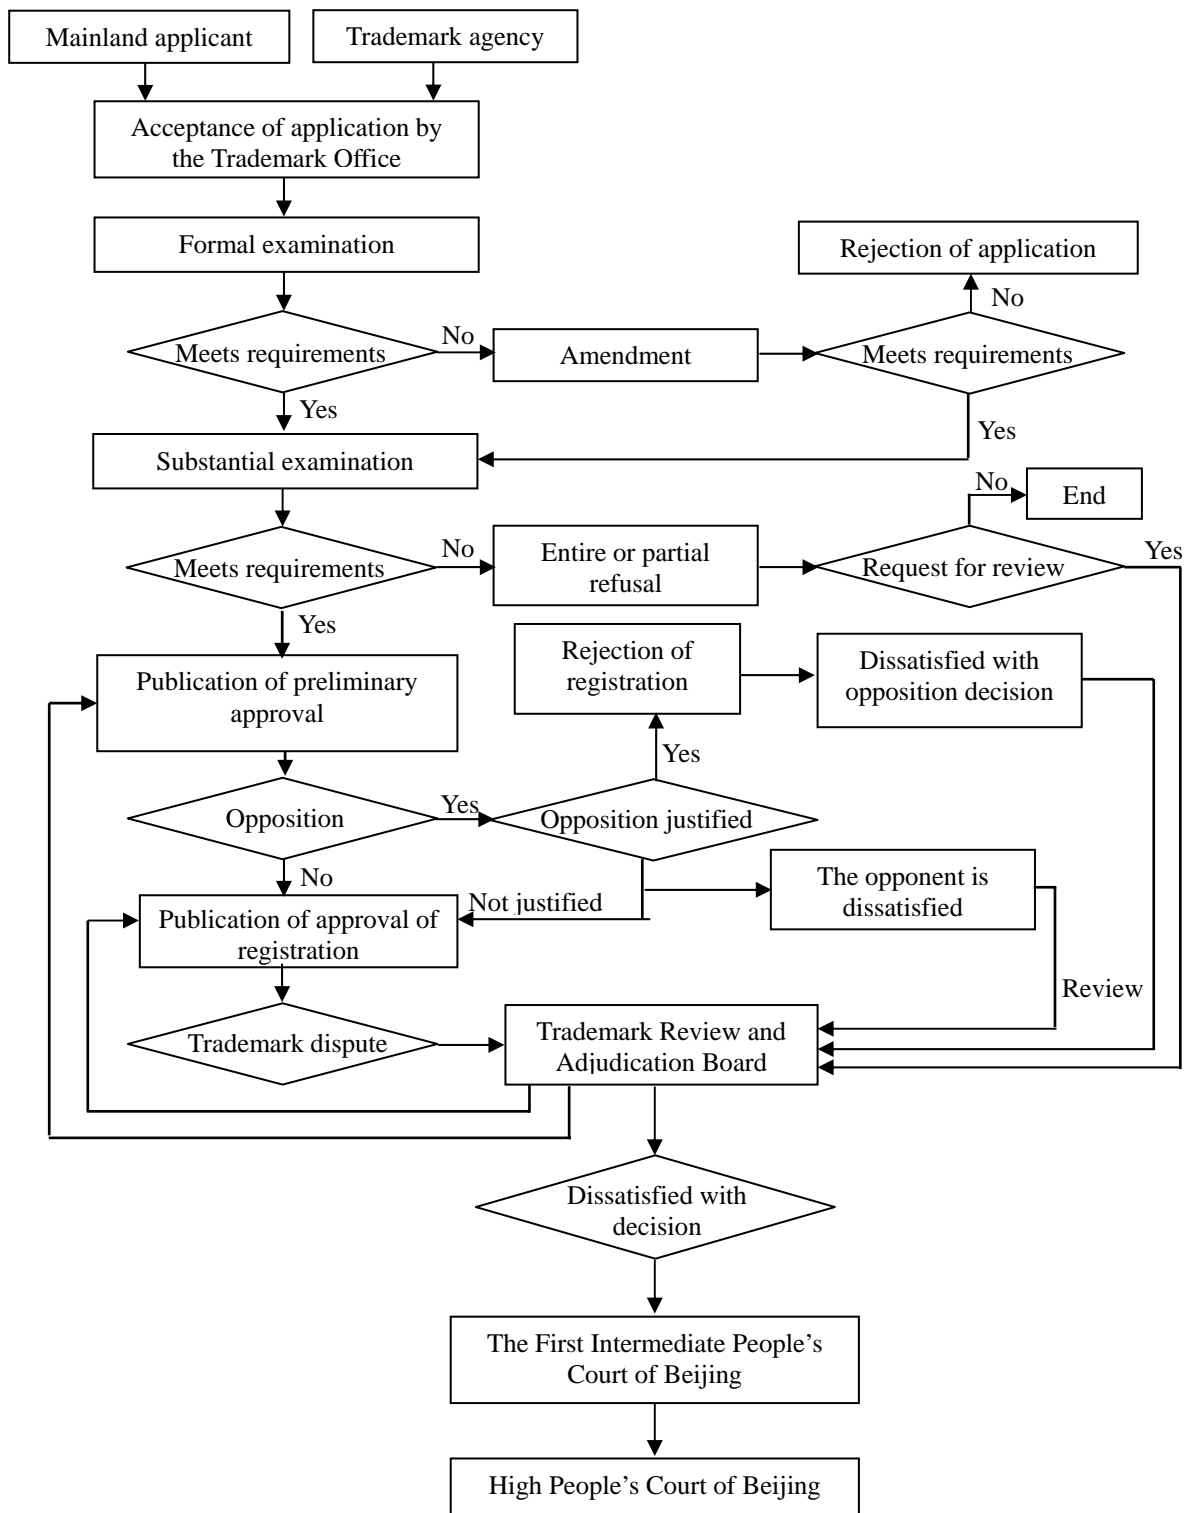 Mainland applicant
Trademark agency
Acceptance of application by
the Trademark Office
Formal examination
Rejection of application
No
Meets requirements
No
Amendment
Meets requirements
Yes
Yes
Substantial examination
No
End
Meets requirements
No
Entire or partial
refusal
Request for review
Yes
Yes
Publication of preliminary
approval
Rejection of
registration
Dissatisfied with
opposition decision
Yes
Opposition
Yes
Opposition justified
No
Not justified
The opponent is
dissatisfied
Publication of approval of
registration
Review
Trademark dispute
Trademark Review and
Adjudication Board
Dissatisfied with
decision
The First Intermediate People’s
Court of Beijing
High People’s Court of Beijing